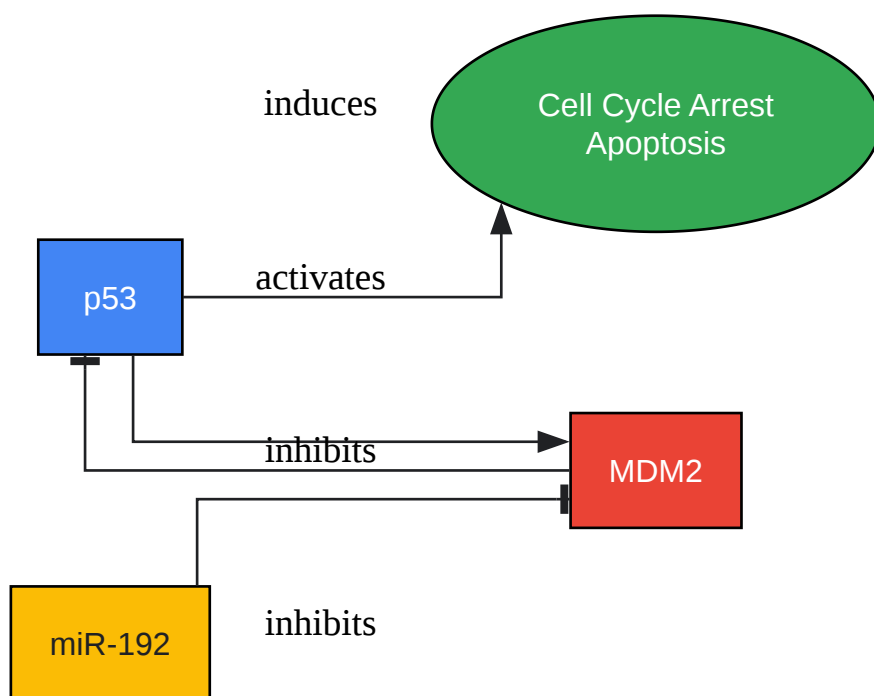 induces
Cell Cycle Arrest
Apoptosis
p53
activates
inhibits
MDM2
miR-192
inhibits